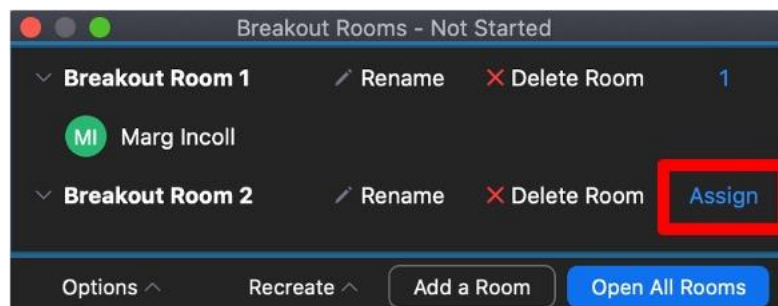 Breakout Rooms - Not Started
Breakout Room 1 Rename Delete Room 1
MI Marg Incoll
Breakout Room 2 Rename Delete Room Assign
Options Recreate Add a Room Open All Rooms